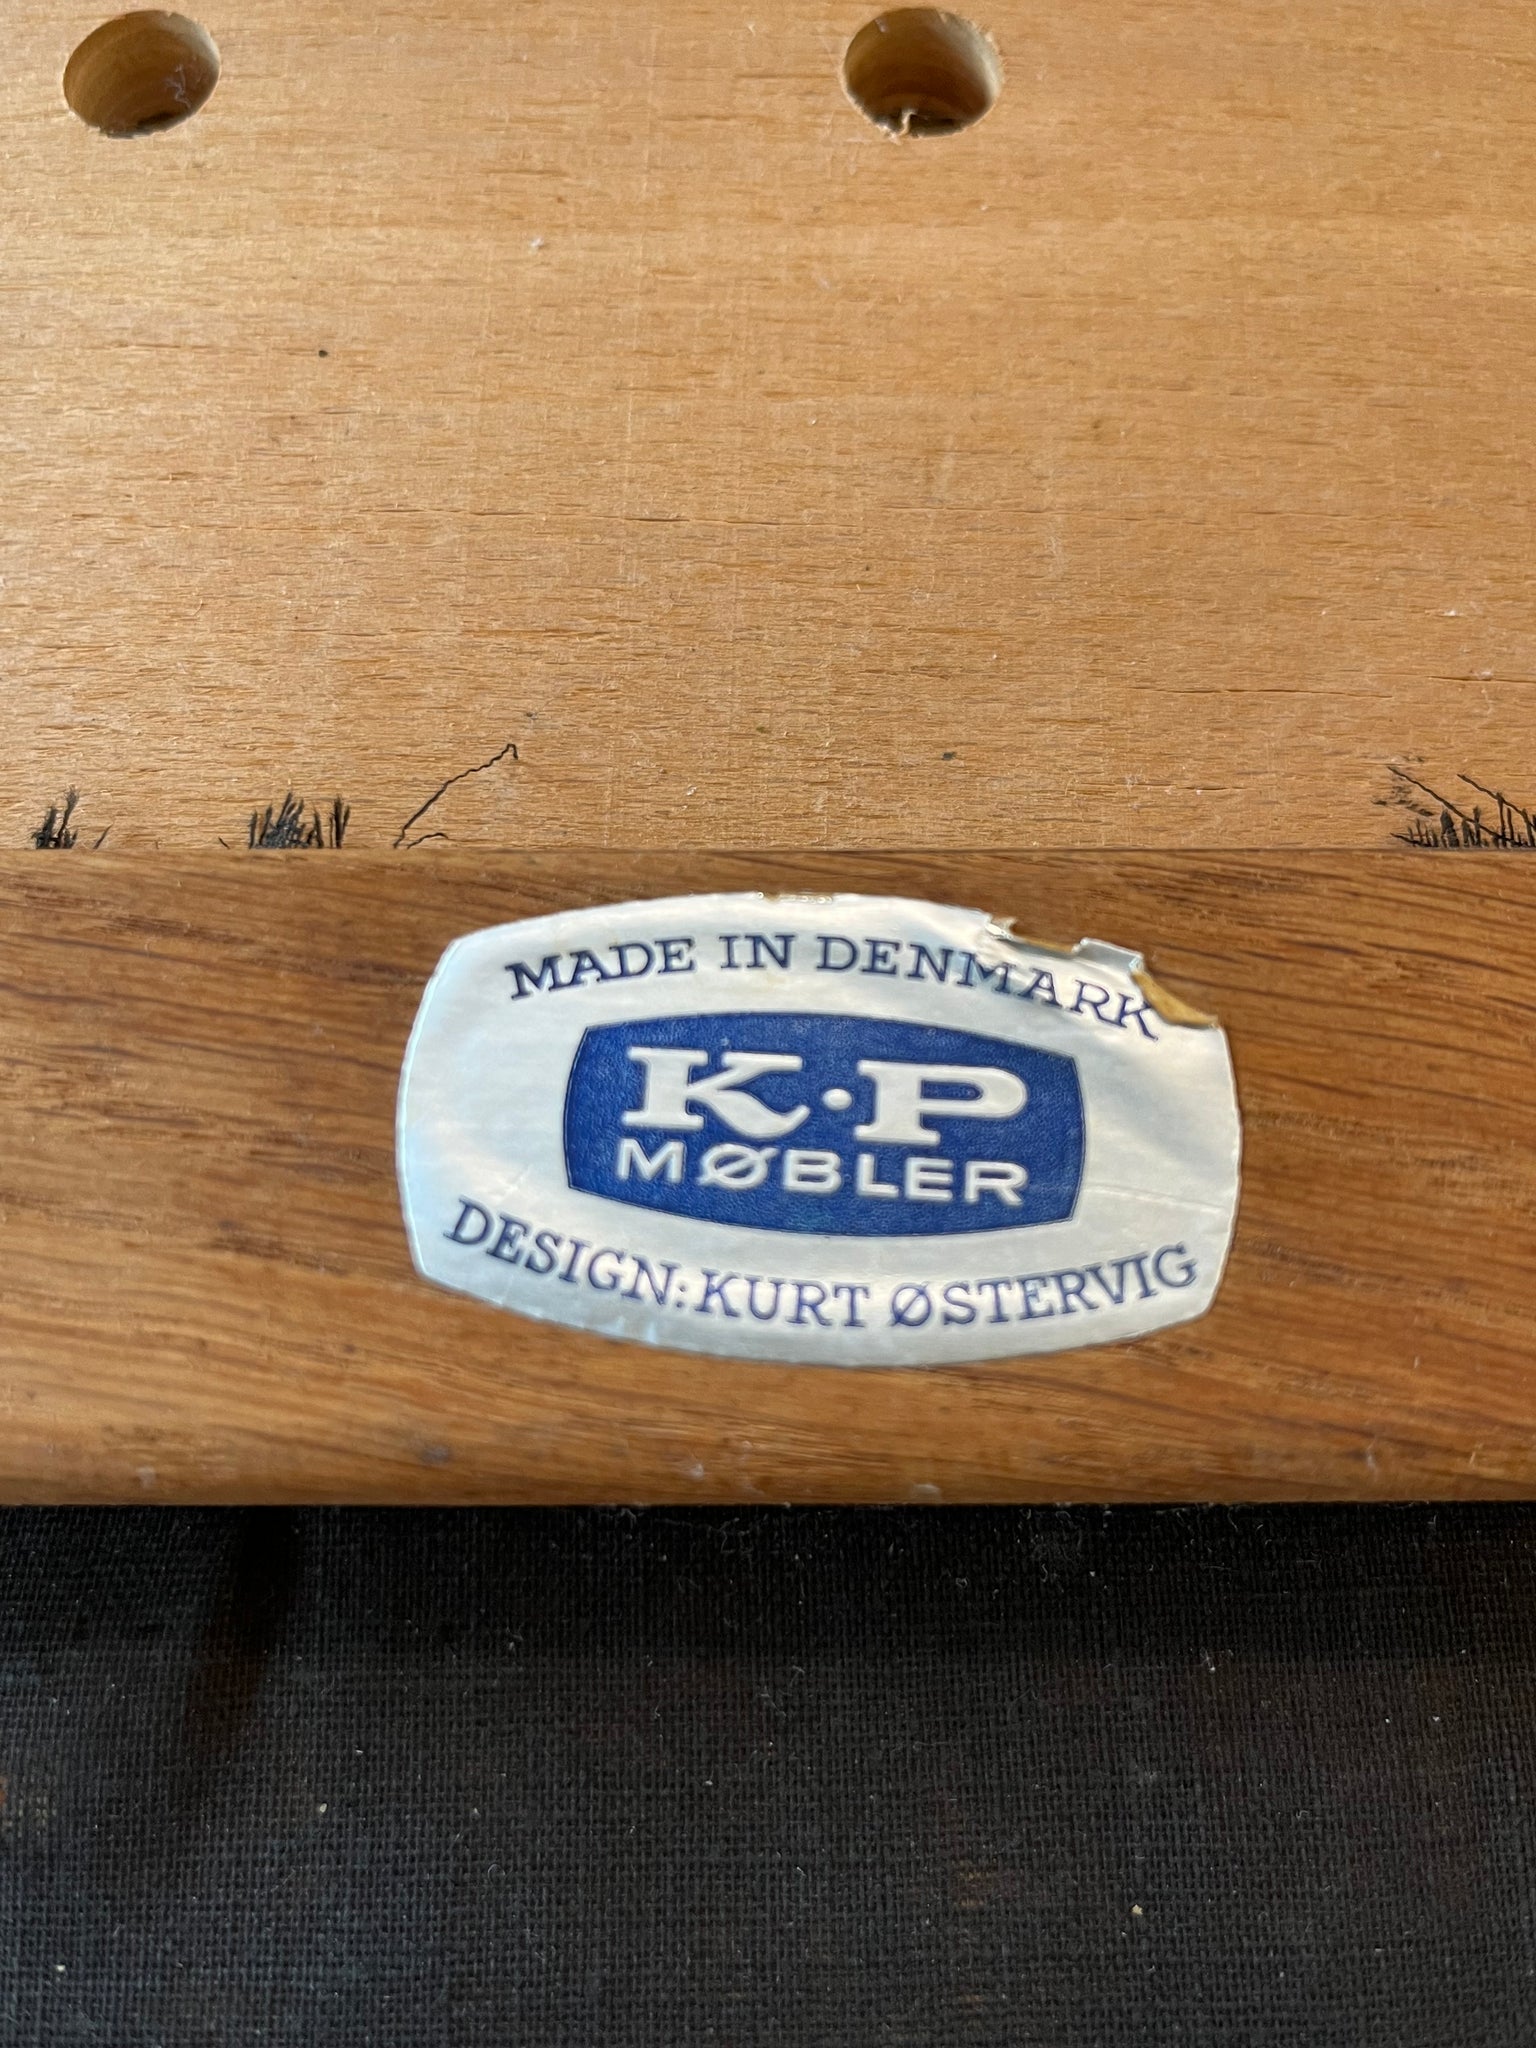 MADE IN DENMARK
K·P
MØBLER
DESIGN: KURT ØSTERVIG